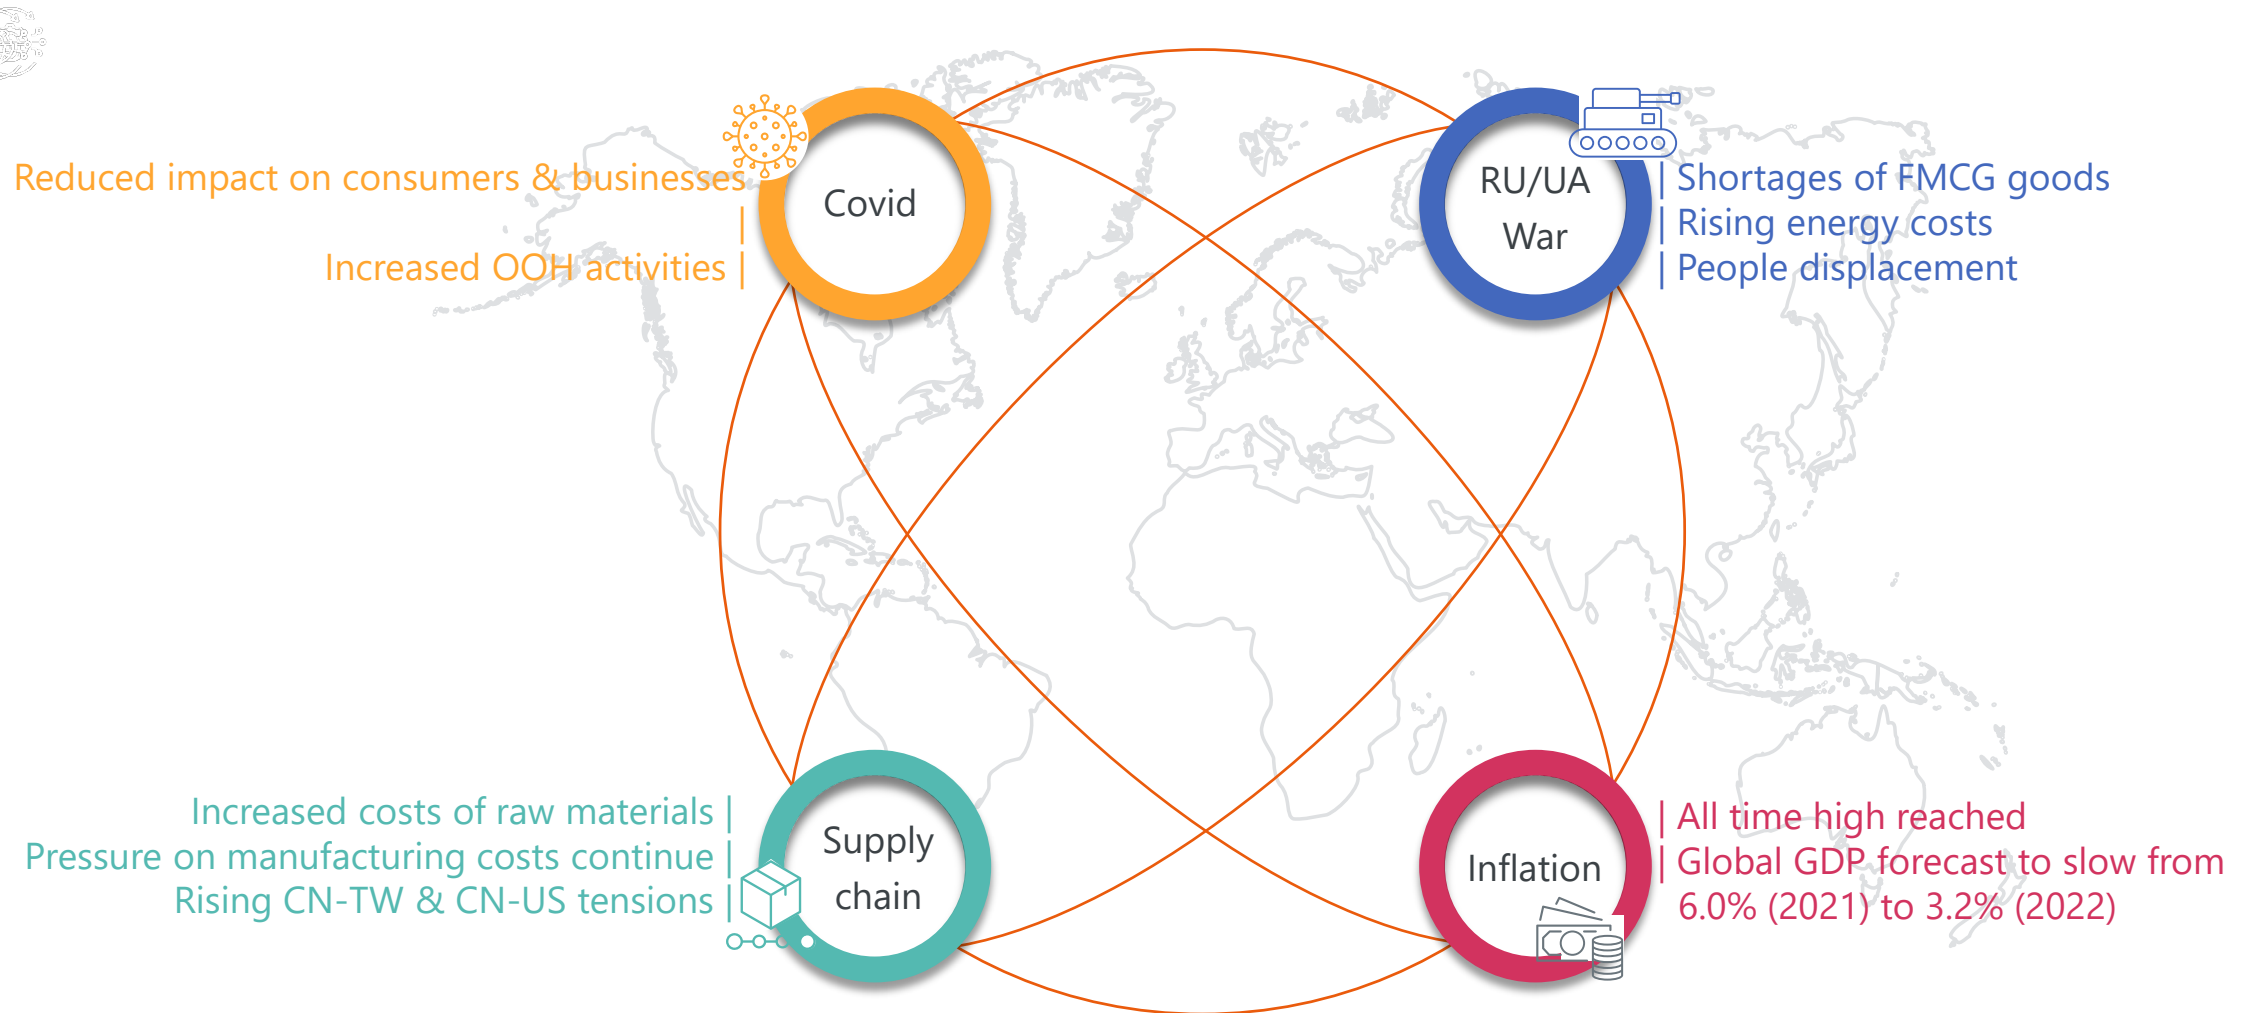 Reduced impact on consumers & businesses
|
Increased OOH activities |
Covid
RU/UA
War
| Shortages of FMCG goods
| Rising energy costs
| People displacement
Increased costs of raw materials |
Pressure on manufacturing costs continue |
Rising CN-TW & CN-US tensions |
Supply
chain
Inflation
| All time high reached
| Global GDP forecast to slow from
6.0% (2021) to 3.2% (2022)